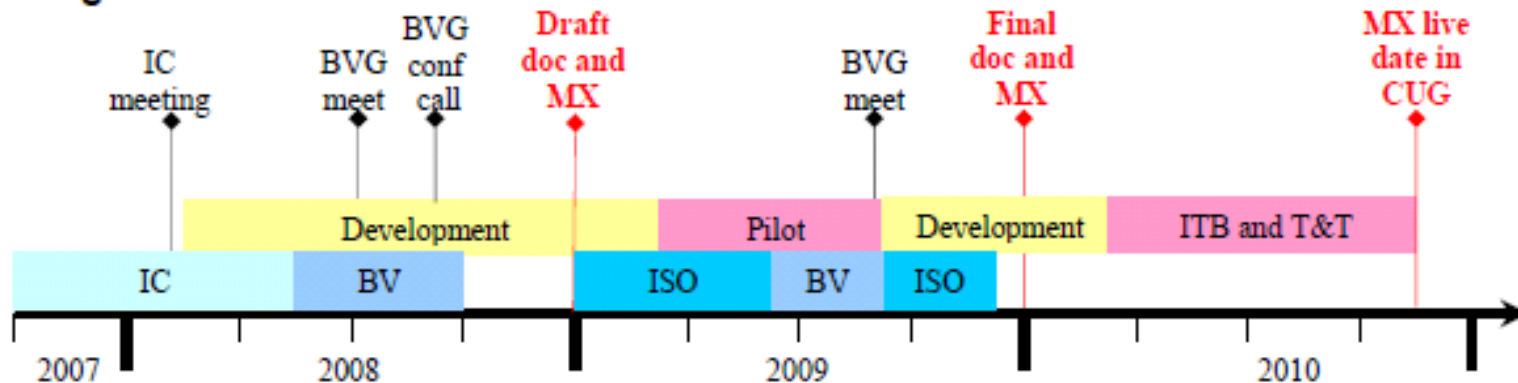 IC
meeting
BVG
meet
BVG
conf
call
Draft
doc and
MX
BVG
meet
Final
doc and
MX
MX live
date in
CUG
Development
Pilot
Development
ITB and T&T
IC
BV
ISO
BV
ISO
2007
2008
2009
2010